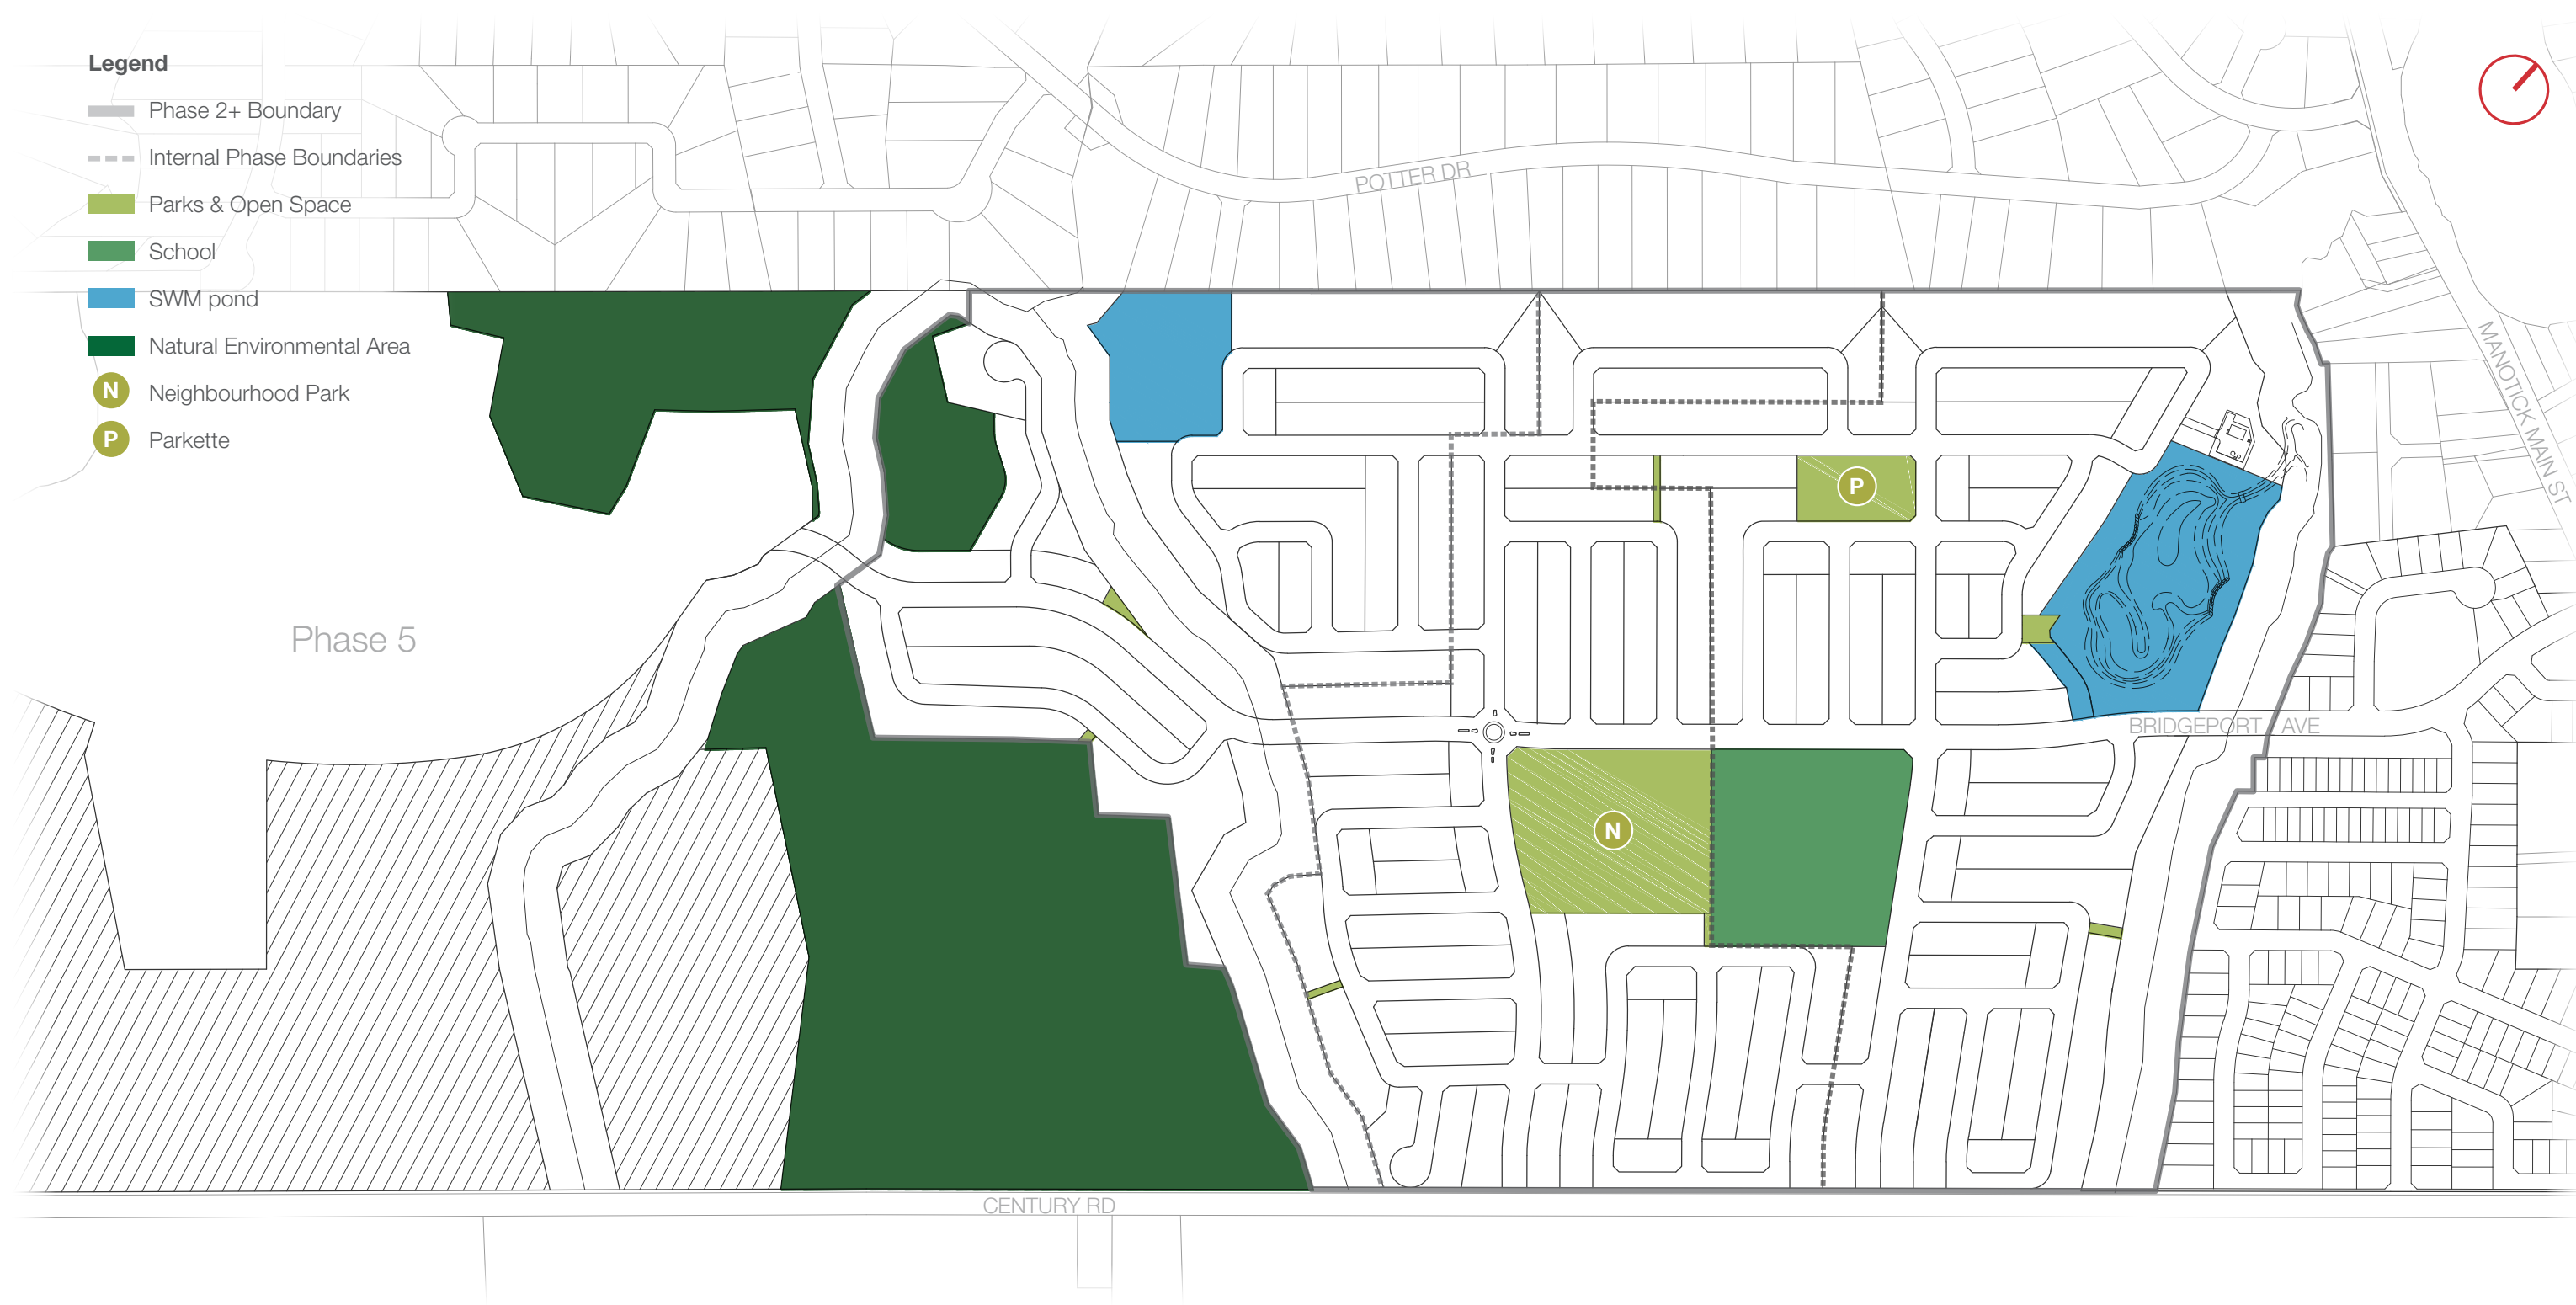 Legend
Phase 2+ Boundary
Internal Phase Boundaries
Parks & Open Space
School
SWM pond
Natural Environmental Area
N Neighbourhood Park
P Parkette
POTTER DR
MANOTICK MAIN ST
P
Phase 5
BRIDGEPORT AVE
N
CENTURY RD